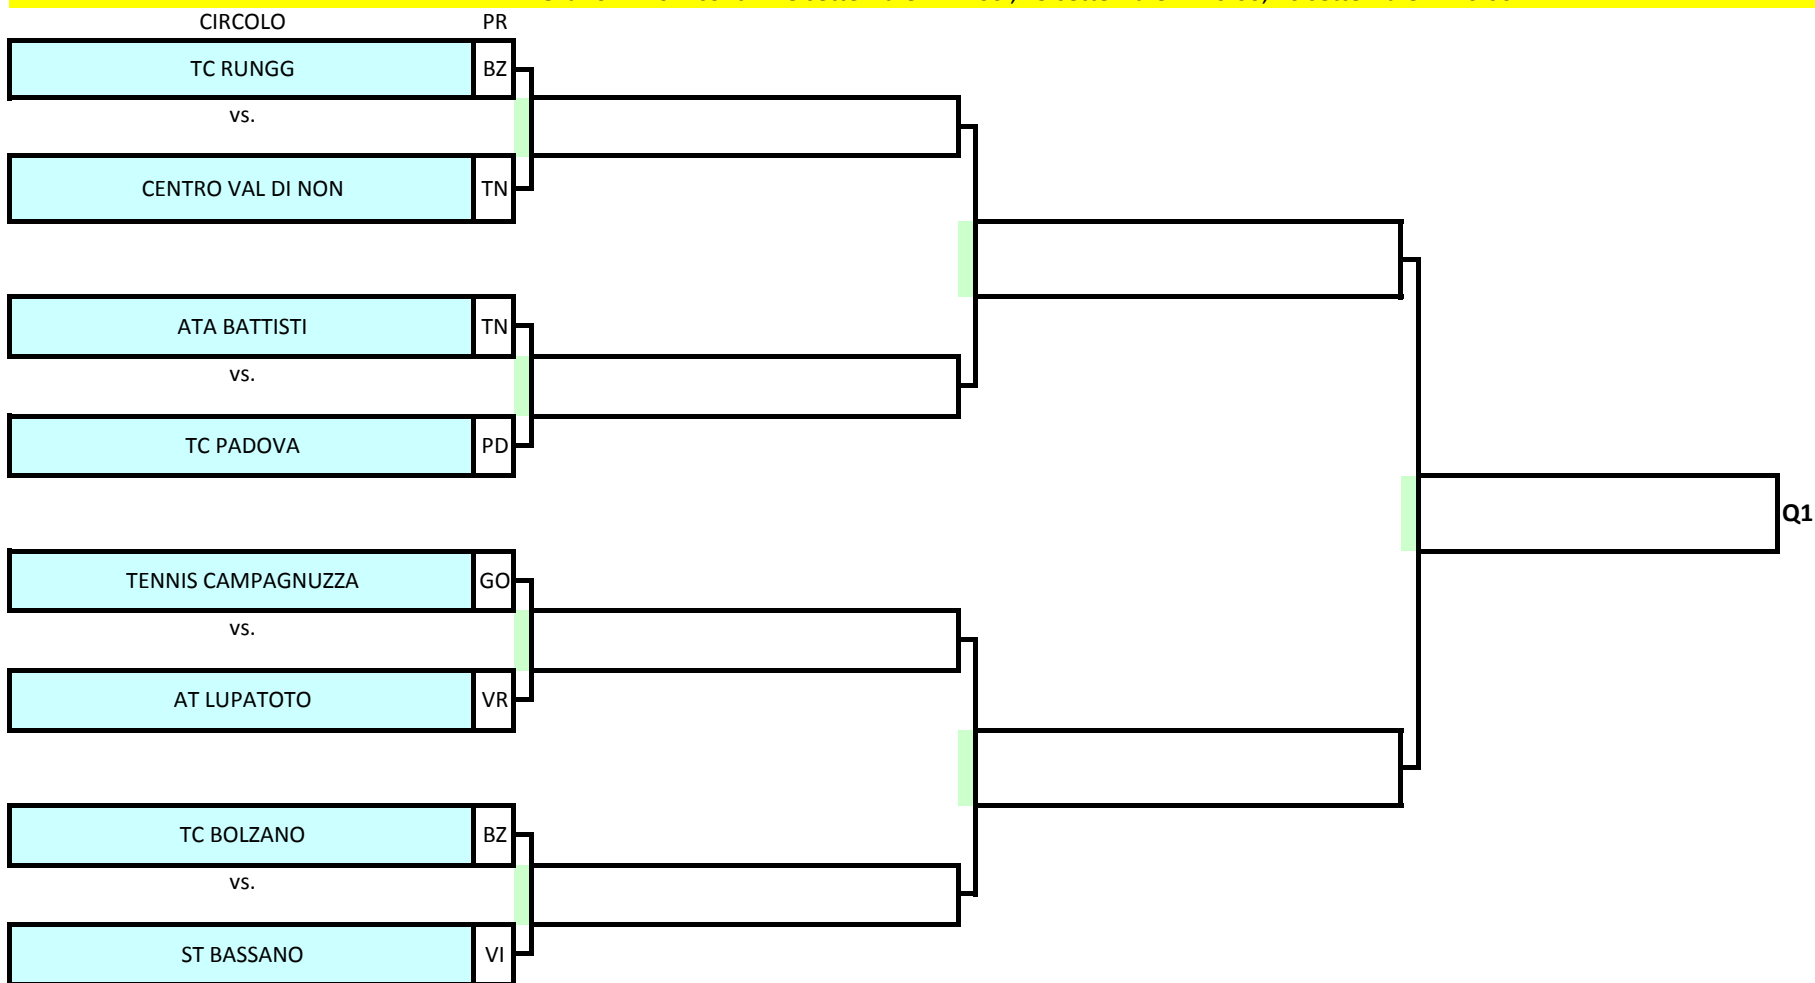 CIRCOLO PR
TC RUNGG BZ
vs.
CENTRO VAL DI NON TN
ATA BATTISTI TN
vs.
TC PADOVA PD
Q1
TENNIS CAMPAGNUZZA GO
vs.
AT LUPATOTO VR
TC BOLZANO BZ
vs.
ST BASSANO VI